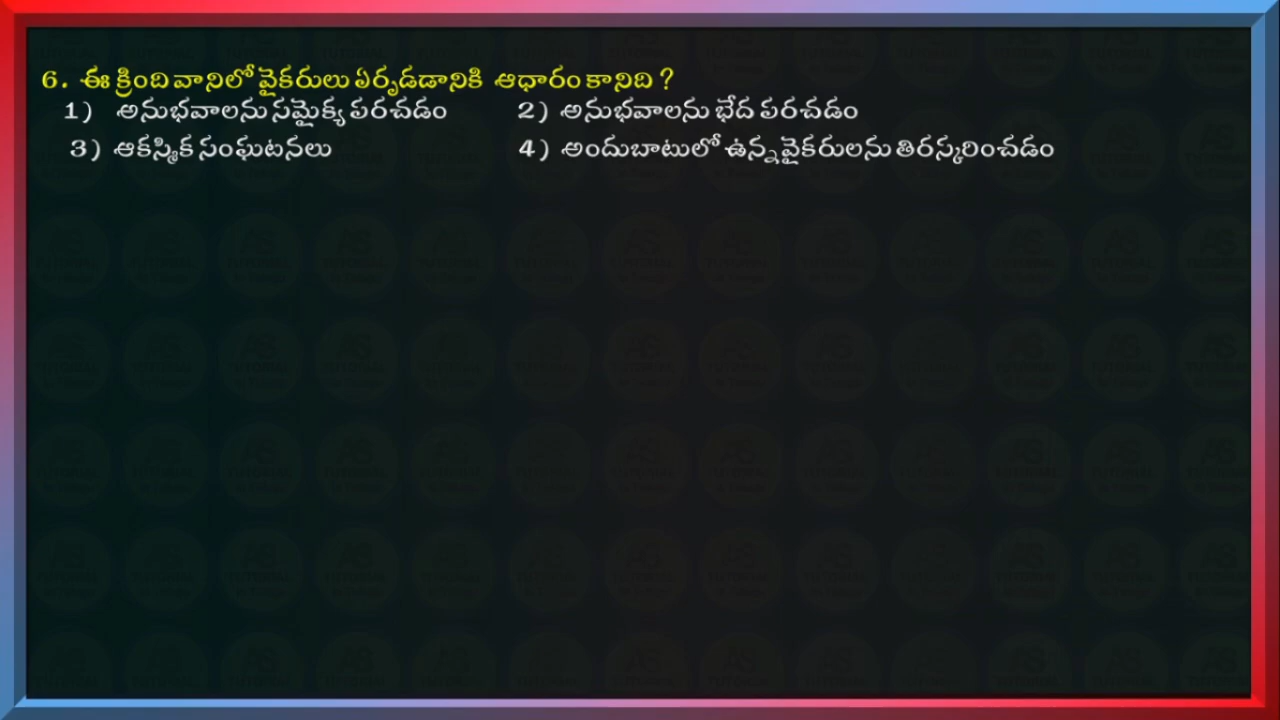 6. ఈ క్రింది వానిలో వైకరులు ఏర్పడడానికి ఆధారం కానిది ?
1) అనుభవాలను సమైక్య పరచడం 2) అనుభవాలను భేద పరచడం
3) ఆకస్మిక సంఘటనలు 4) అందుబాటులో ఉన్న వైకరులను తిరస్కరించడం